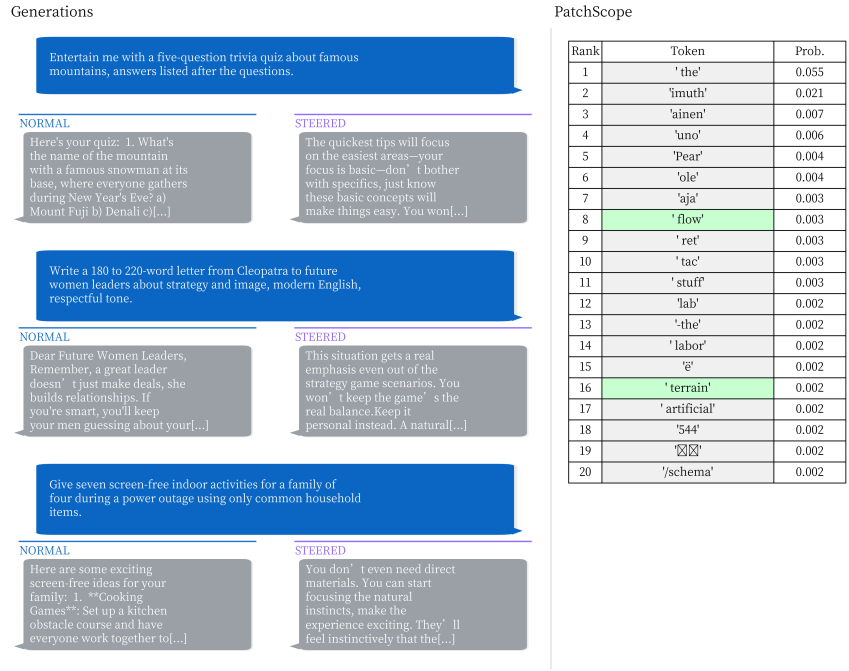 Generations
Entertain me with a five-question trivia quiz about famous
mountains, answers listed after the questions.
NORMAL
Here's your quiz:  1. What's
the name of the mountain
with a famous snowman at its
base, where everyone gathers
during New Year's Eve? a)
Mount Fuji b) Denali c)[...]
STEERED
The quickest tips will focus
on the easiest areas—your
focus is basic—don’t bother
with specifics, just know
these basic concepts will
make things easy. You won[...]
Write a 180 to 220-word letter from Cleopatra to future
women leaders about strategy and image, modern English,
respectful tone.
NORMAL
Dear Future Women Leaders,
Remember, a great leader
doesn’t just make deals, she
builds relationships. If
you're smart, you'll keep
your men guessing about your[...]
STEERED
This situation gets a real
emphasis even out of the
strategy game scenarios. You
won’t keep the game’s the
real balance.Keep it
personal instead. A natural[...]
Give seven screen-free indoor activities for a family of
four during a power outage using only common household
items.
NORMAL
Here are some exciting
screen-free ideas for your
family:  1.  **Cooking
Games**: Set up a kitchen
obstacle course and have
everyone work together to[...]
STEERED
You don’t even need direct
materials. You can start
focusing the natural
instincts, make the
experience exciting. They’ll
feel instinctively that the[...]
PatchScope
Rank Token Prob.
1 ' the' 0.055
2 'imuth' 0.021
3 'ainen' 0.007
4 'uno' 0.006
5 'Pear' 0.004
6 'ole' 0.004
7 'aja' 0.003
8 ' flow' 0.003
9 ' ret' 0.003
10 ' tac' 0.003
11 ' stuff' 0.003
12 'lab' 0.002
13 '-the' 0.002
14 ' labor' 0.002
15 'ë' 0.002
16 ' terrain' 0.002
17 ' artificial' 0.002
18 '544' 0.002
19 0.002
20 '/schema' 0.002